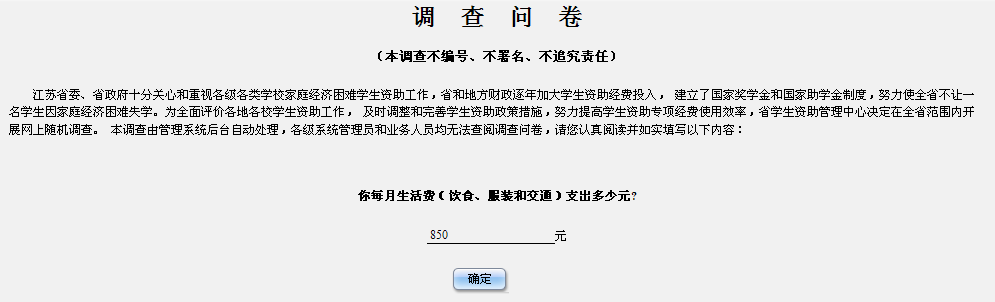 调 查 问 卷
（本调查不编号、不署名、不追究责任）
江苏省委、省政府十分关心和重视各级各类学校家庭经济困难学生资助工作，省和地方财政逐年加大学生资助经费投入， 建立了国家奖学金和国家助学金制度，努力使全省不让一
名学生因家庭经济困难失学。为全面评价各地各校学生资助工作， 及时调整和完善学生资助政策措施，努力提高学生资助专项经费使用效率，省学生资助管理中心决定在全省范围内开
展网上随机调查。 本调查由管理系统后台自动处理，各级系统管理员和业务人员均无法查阅调查问卷，请您认真阅读并如实填写以下内容：
你每月生活费（饮食、服装和交通）支出多少元?
850 元
确定